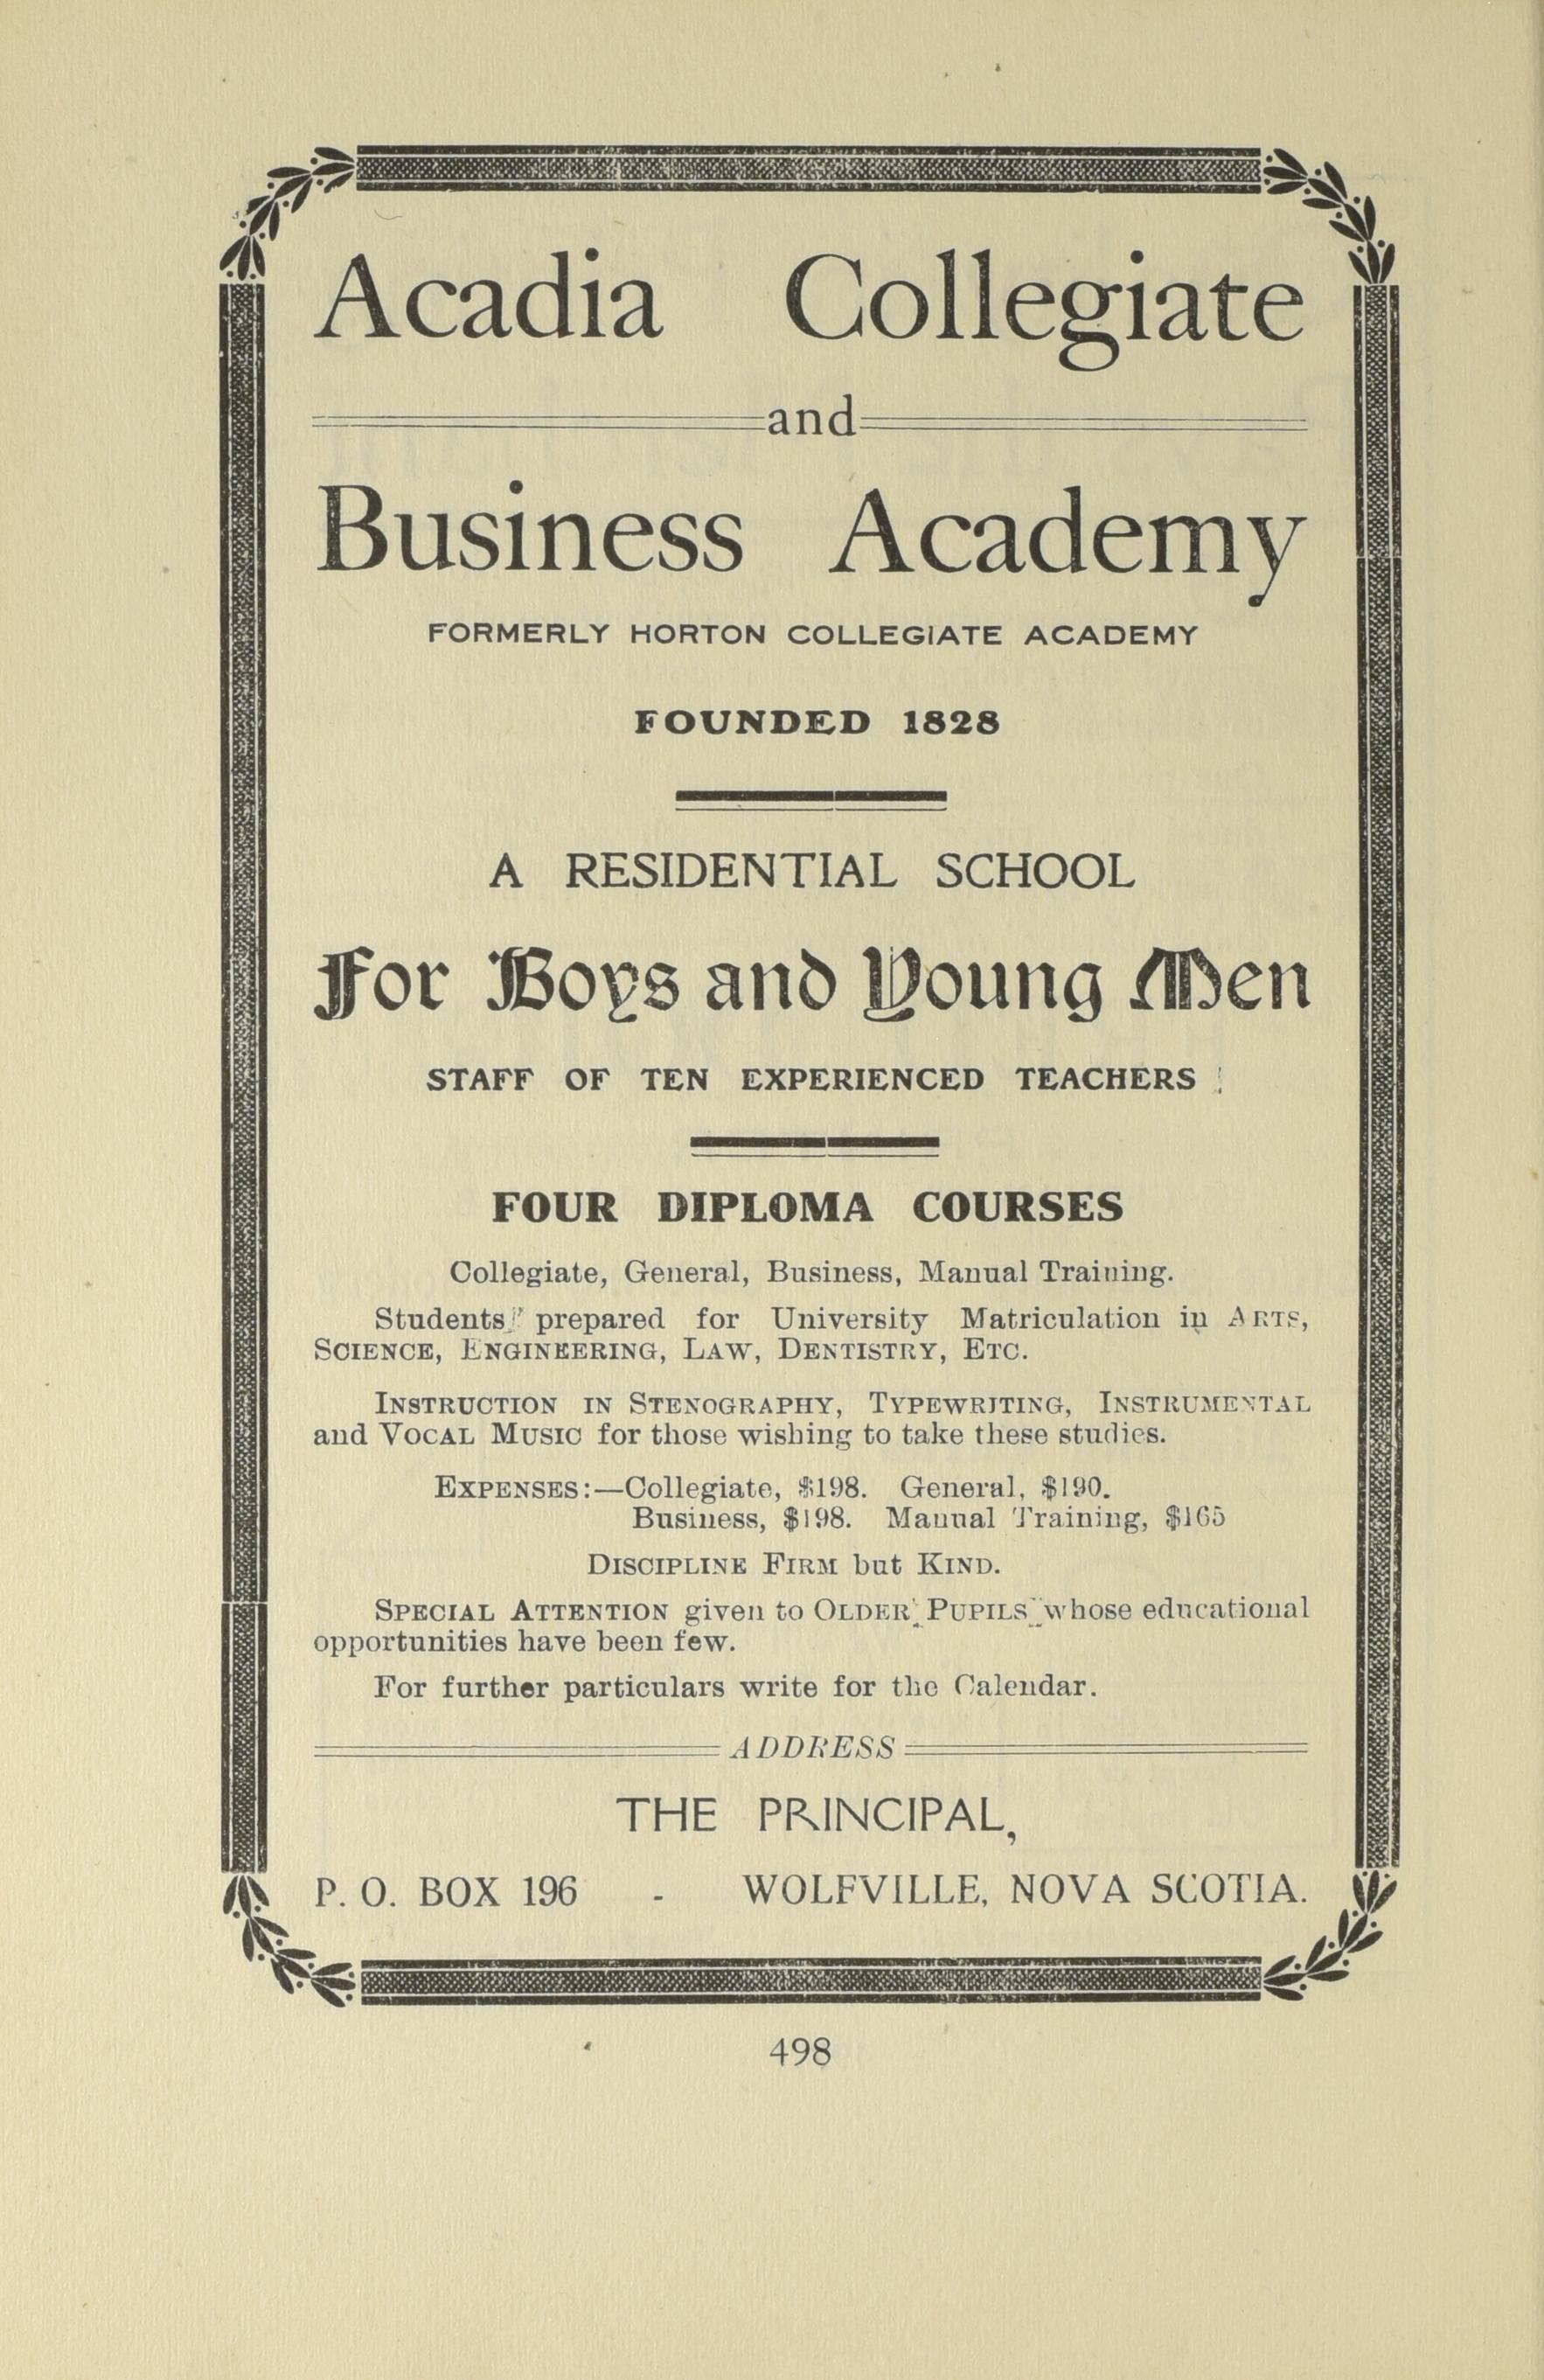 Acadia Collegiate
and
Business Academy
FORMERLY HORTON COLLEGIATE ACADEMY
FOUNDED 1828
A RESIDENTIAL SCHOOL
For Boys and Young Men
STAFF OF TEN EXPERIENCED TEACHERS
FOUR DIPLOMA COURSES
Collegiate, General, Business, Manual Training.
Students prepared for University Matriculation in ARTS,
SCIENCE, ENGINEERING, LAW, DENTISTRY, ETC.
INSTRUCTION IN STENOGRAPHY, TYPEWRITING, INSTRUMENTAL
and VOCAL MUSIC for those wishing to take these studies.
EXPENSES:—Collegiate, $198. General, $190.
Business, $198. Manual Training, $165
DISCIPLINE FIRM but KIND.
SPECIAL ATTENTION given to OLDER PUPILS whose educational
opportunities have been few.
For further particulars write for the Calendar.
ADDRESS
THE PRINCIPAL,
P. O. BOX 196 - WOLFVILLE, NOVA SCOTIA.
498